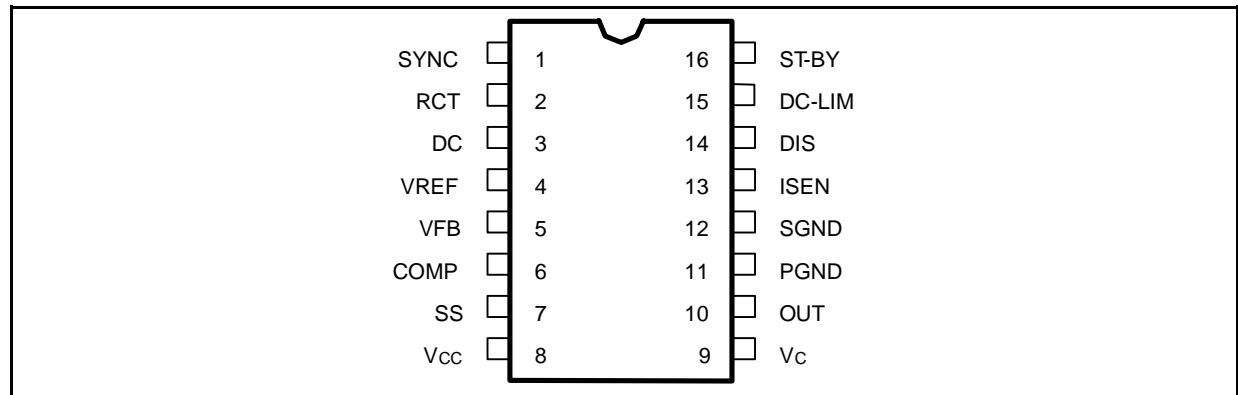 SYNC 1 16 ST-BY
RCT 2 15 DC-LIM
DC 3 14 DIS
VREF 4 13 ISEN
VFB 5 12 SGND
COMP 6 11 PGND
SS 7 10 OUT
VCC 8 9 VC